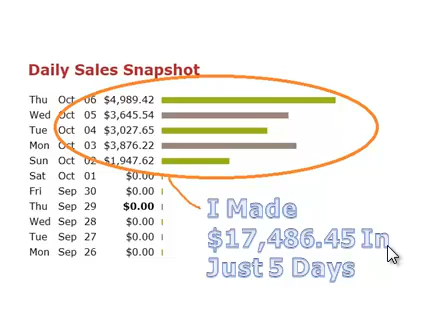 Daily Sales Snapshot
Thu Oct 06 $4,989.42
Wed Oct 05 $3,645.54
Tue Oct 04 $3,027.65
Mon Oct 03 $3,876.22
Sun Oct 02 $1,947.62
Sat Oct 01 $0.00
Fri Sep 30 $0.00
Thu Sep 29 $0.00
Wed Sep 28 $0.00
Tue Sep 27 $0.00
Mon Sep 26 $0.00
I Made
$17,486.45 In
Just 5 Days